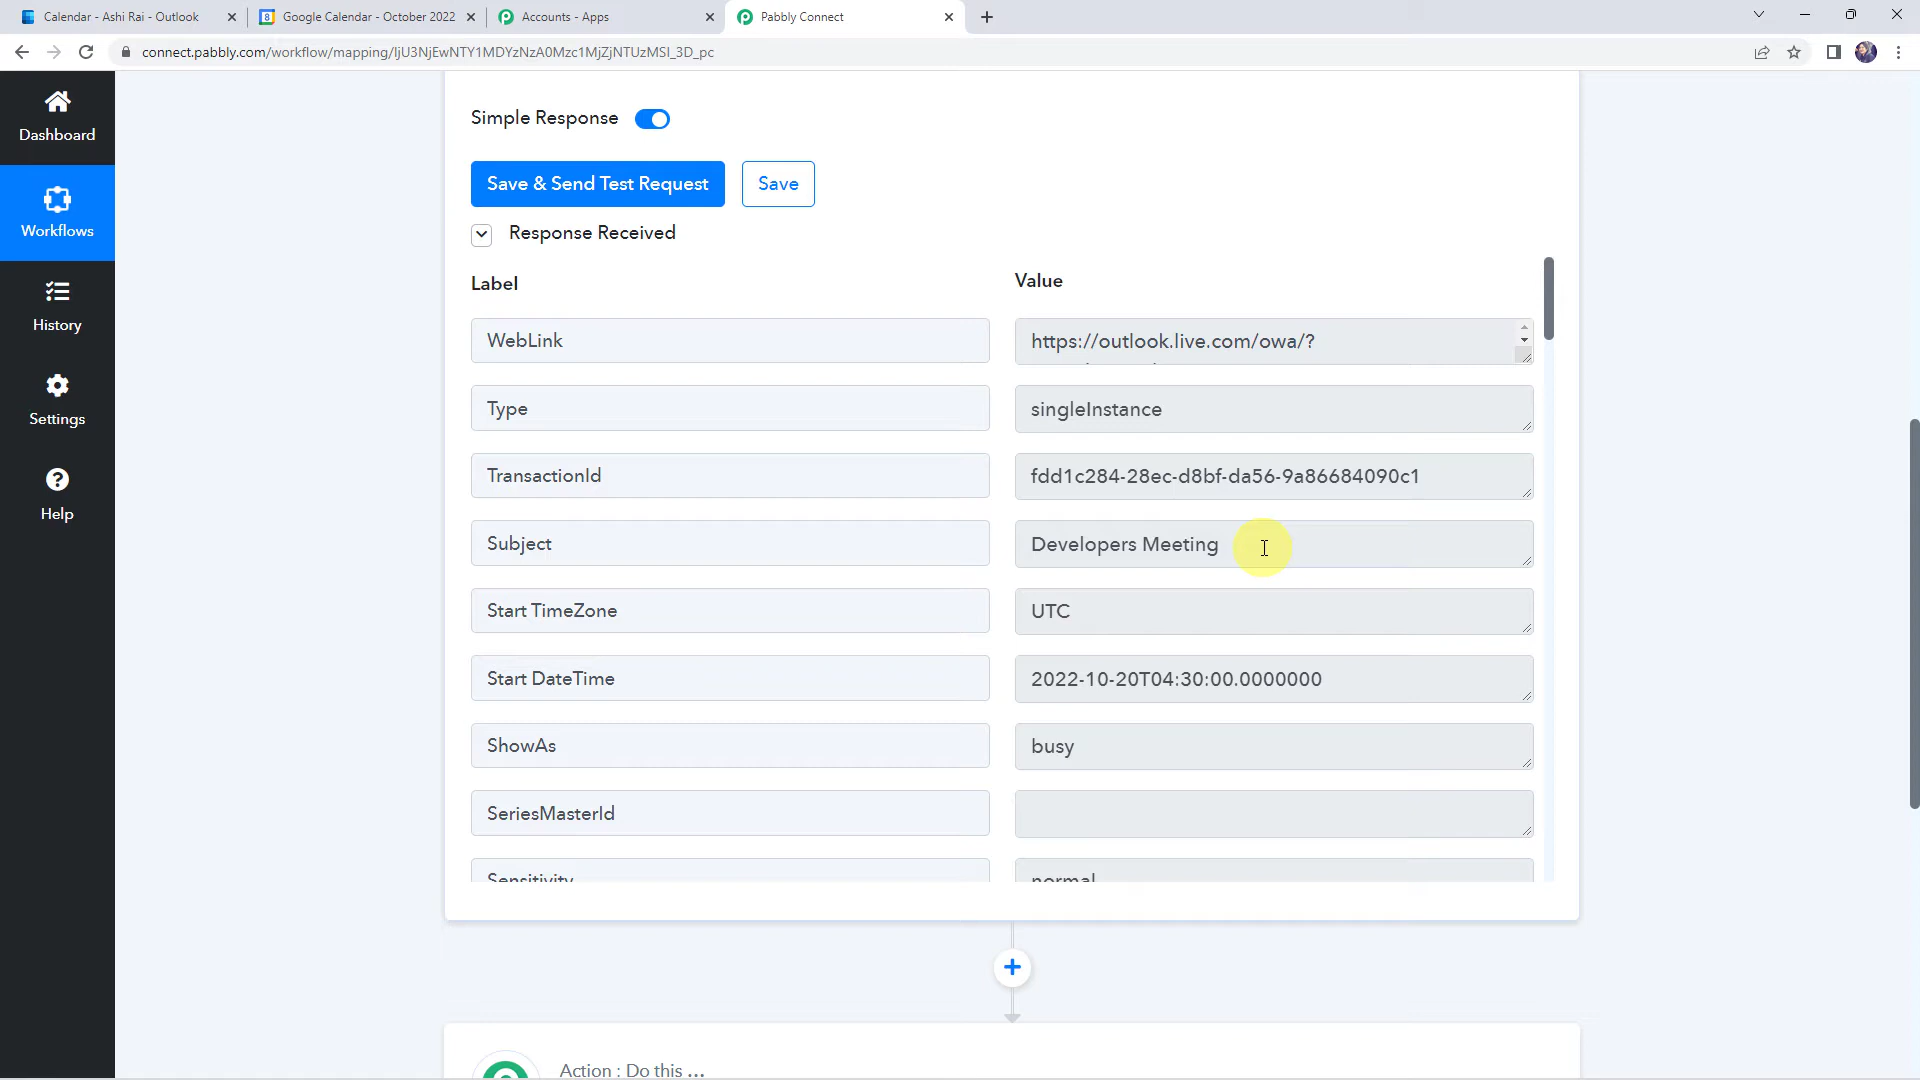 Calendar - Ashi Rai - Outlook
Google Calendar - October 2022
Accounts - Apps
Pabbly Connect
connect.pabbly.com/workflow/mapping/IjU3NjEwNTY1MDYzNzA0Mzc1MjZjNTUzMSI_3D_pc
Dashboard
Workflows
History
Settings
Help
Simple Response
Save & Send Test Request
Save
Response Received
Label
Value
WebLink
https://outlook.live.com/owa/?
Type
singleInstance
TransactionId
fdd1c284-28ec-d8bf-da56-9a86684090c1
Subject
Developers Meeting
Start TimeZone
UTC
Start DateTime
2022-10-20T04:30:00.0000000
ShowAs
busy
SeriesMasterId
Sensitivity
normal
Action : Do this ...